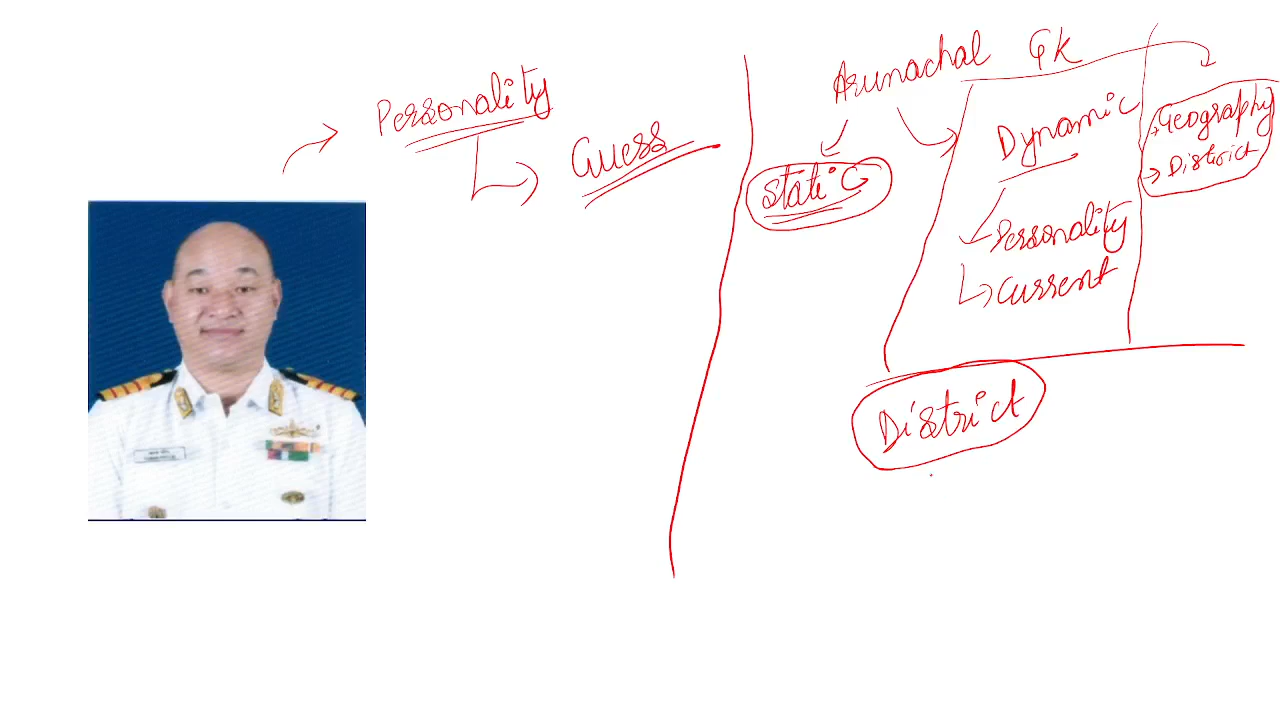 Personality
Guess
Arunachal GK
Static
Dynamic
Personality
Current
Geography
District
District